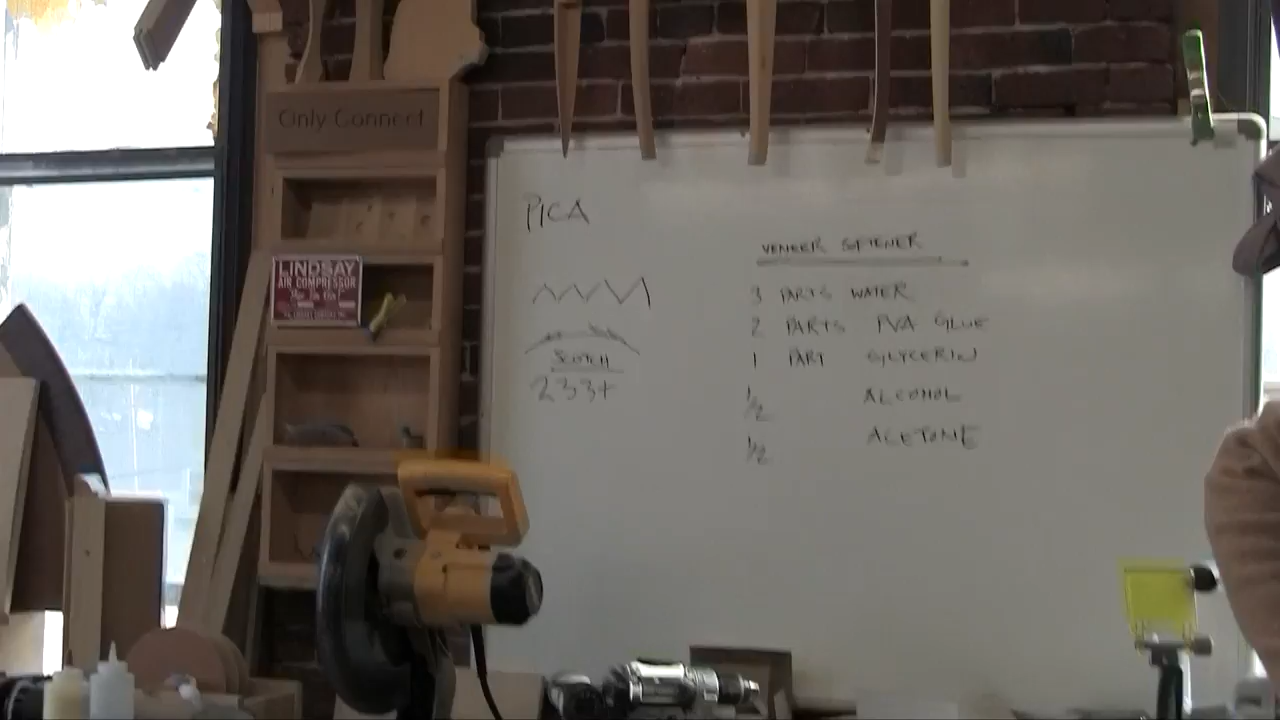 Only Connect
LINDSAY
AIR COMPRESSOR
PICA
SCOTCH
233+
VENEER SFTENER
3 PARTS WATER
2 PARTS PVA GLUE
1 PART GLYCERIN
1/2 ALCOHOL
1/2 ACETONE